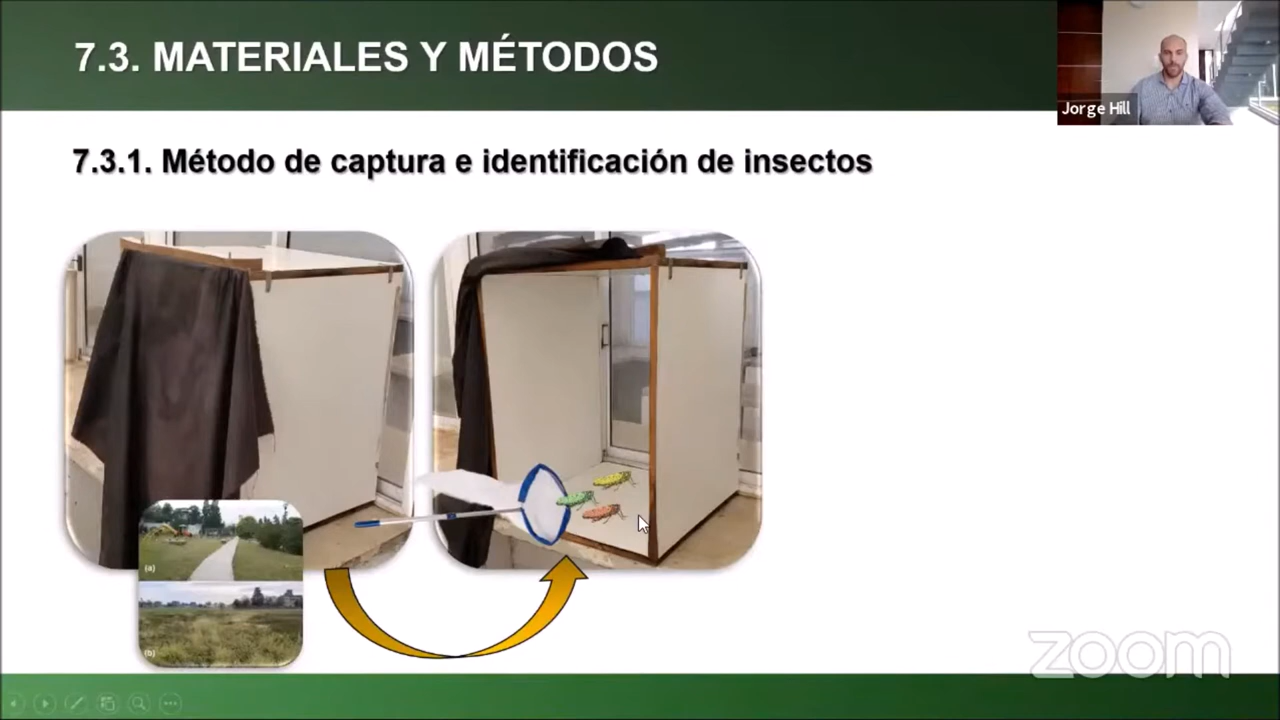 7.3. MATERIALES Y MÉTODOS
Jorge Hill
7.3.1. Método de captura e identificación de insectos
(a)
(b)
zoom